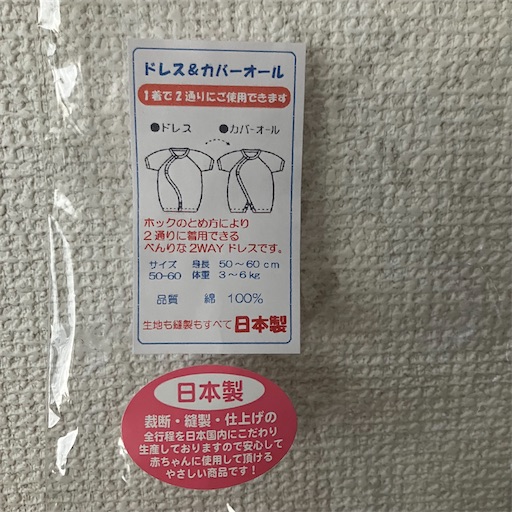 ドレス&カバーオール
1着で2通りにご使用できます
●ドレス ●カバーオール
ホックのとめ方により
2通りに着用できる
べんりな2WAYドレスです。
サイズ 身長 50～60cm
50-60 体重 3～6kg
品質 綿 100%
生地も縫製もすべて日本製
日本製
裁断・縫製・仕上げの
全行程を日本国内にこだわり
生産しておりますので安心して
赤ちゃんに使用して頂ける
やさしい商品です!